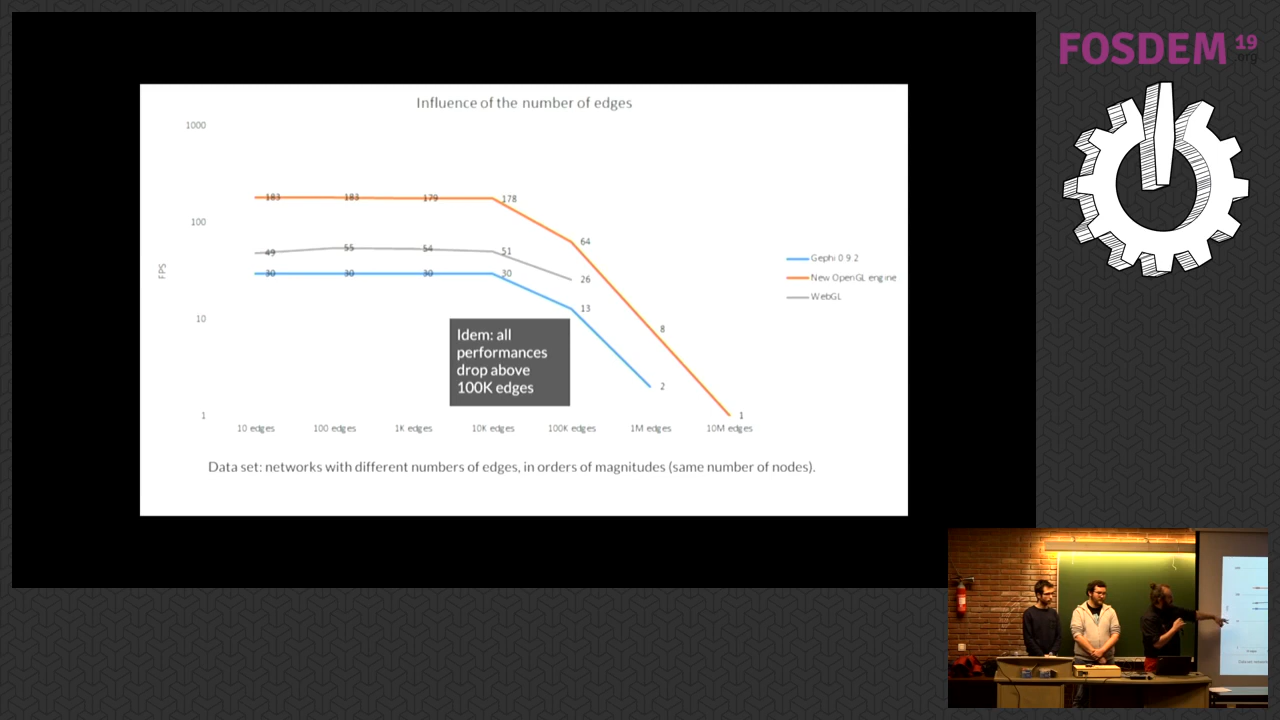 FOSDEM 19
.org
Influence of the number of edges
1000
183 183 179 178
100
64
49 55 54 51
FPS
Gephi 0 9 2
New OpenGL engine
WebGL
30 30 30 30
26
13
10
8
Idem: all
performances
drop above
100K edges
2
1
1
10 edges 100 edges 1K edges 10K edges 100K edges 1M edges 10M edges
Data set: networks with different numbers of edges, in orders of magnitudes (same number of nodes).